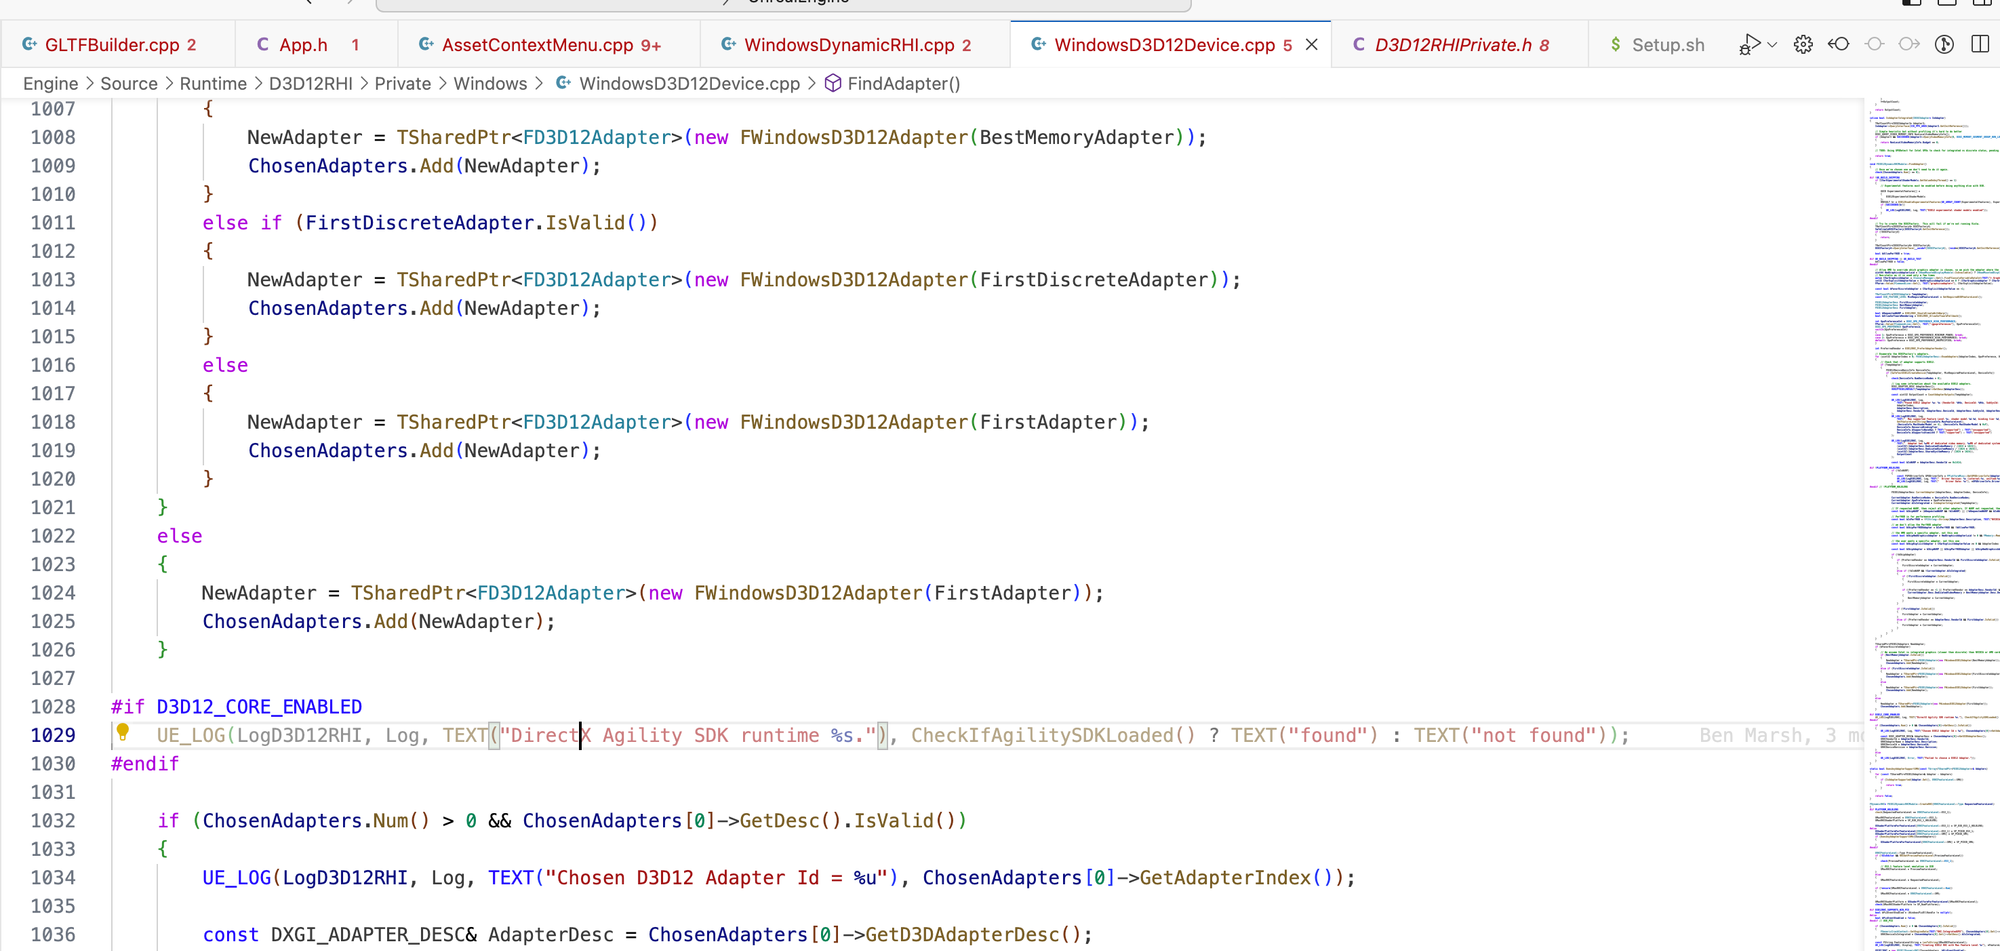 UnrealEngine
GLTFBuilder.cpp 2
C App.h 1
AssetContextMenu.cpp 9+
WindowsDynamicRHI.cpp 2
WindowsD3D12Device.cpp 5
C D3D12RHIPrivate.h 8
$ Setup.sh
Engine > Source > Runtime > D3D12RHI > Private > Windows > WindowsD3D12Device.cpp > FindAdapter()
1007 {
1008 NewAdapter = TSharedPtr<FD3D12Adapter>(new FWindowsD3D12Adapter(BestMemoryAdapter));
1009 ChosenAdapters.Add(NewAdapter);
1010 }
1011 else if (FirstDiscreteAdapter.IsValid())
1012 {
1013 NewAdapter = TSharedPtr<FD3D12Adapter>(new FWindowsD3D12Adapter(FirstDiscreteAdapter));
1014 ChosenAdapters.Add(NewAdapter);
1015 }
1016 else
1017 {
1018 NewAdapter = TSharedPtr<FD3D12Adapter>(new FWindowsD3D12Adapter(FirstAdapter));
1019 ChosenAdapters.Add(NewAdapter);
1020 }
1021 }
1022 else
1023 {
1024 NewAdapter = TSharedPtr<FD3D12Adapter>(new FWindowsD3D12Adapter(FirstAdapter));
1025 ChosenAdapters.Add(NewAdapter);
1026 }
1027
1028 #if D3D12_CORE_ENABLED
1029 UE_LOG(LogD3D12RHI, Log, TEXT("DirectX Agility SDK runtime %s."), CheckIfAgilitySDKLoaded() ? TEXT("found") : TEXT("not found")); Ben Marsh, 3 mo
1030 #endif
1031
1032 if (ChosenAdapters.Num() > 0 && ChosenAdapters[0]->GetDesc().IsValid())
1033 {
1034 UE_LOG(LogD3D12RHI, Log, TEXT("Chosen D3D12 Adapter Id = %u"), ChosenAdapters[0]->GetAdapterIndex());
1035
1036 const DXGI_ADAPTER_DESC& AdapterDesc = ChosenAdapters[0]->GetD3DAdapterDesc();